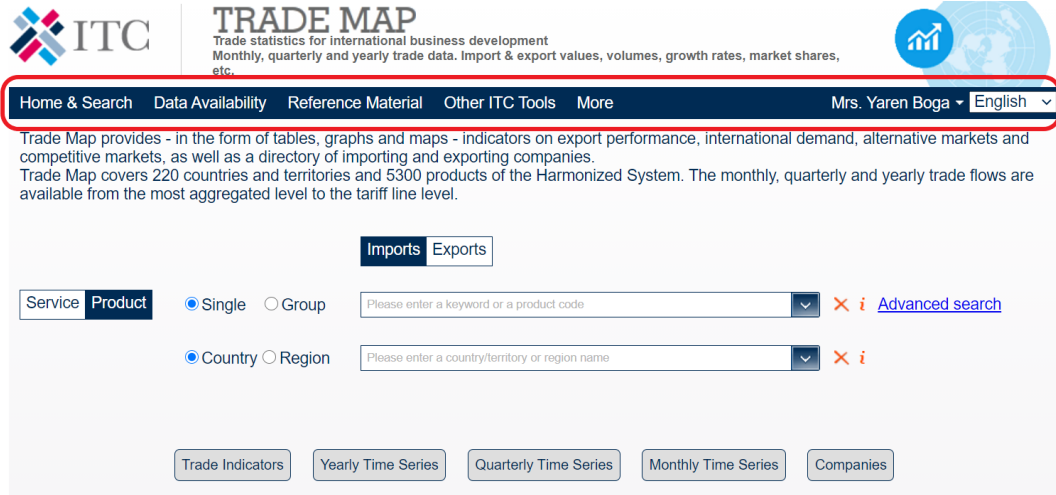 ITC
TRADE MAP
Trade statistics for international business development
Monthly, quarterly and yearly trade data. Import & export values, volumes, growth rates, market shares,
etc.
Home & Search Data Availability Reference Material Other ITC Tools More Mrs. Yaren Boga English
Trade Map provides - in the form of tables, graphs and maps - indicators on export performance, international demand, alternative markets and
competitive markets, as well as a directory of importing and exporting companies.
Trade Map covers 220 countries and territories and 5300 products of the Harmonized System. The monthly, quarterly and yearly trade flows are
available from the most aggregated level to the tariff line level.
Imports Exports
Service Product Single Group Please enter a keyword or a product code i Advanced search
Country Region Please enter a country/territory or region name i
Trade Indicators Yearly Time Series Quarterly Time Series Monthly Time Series Companies